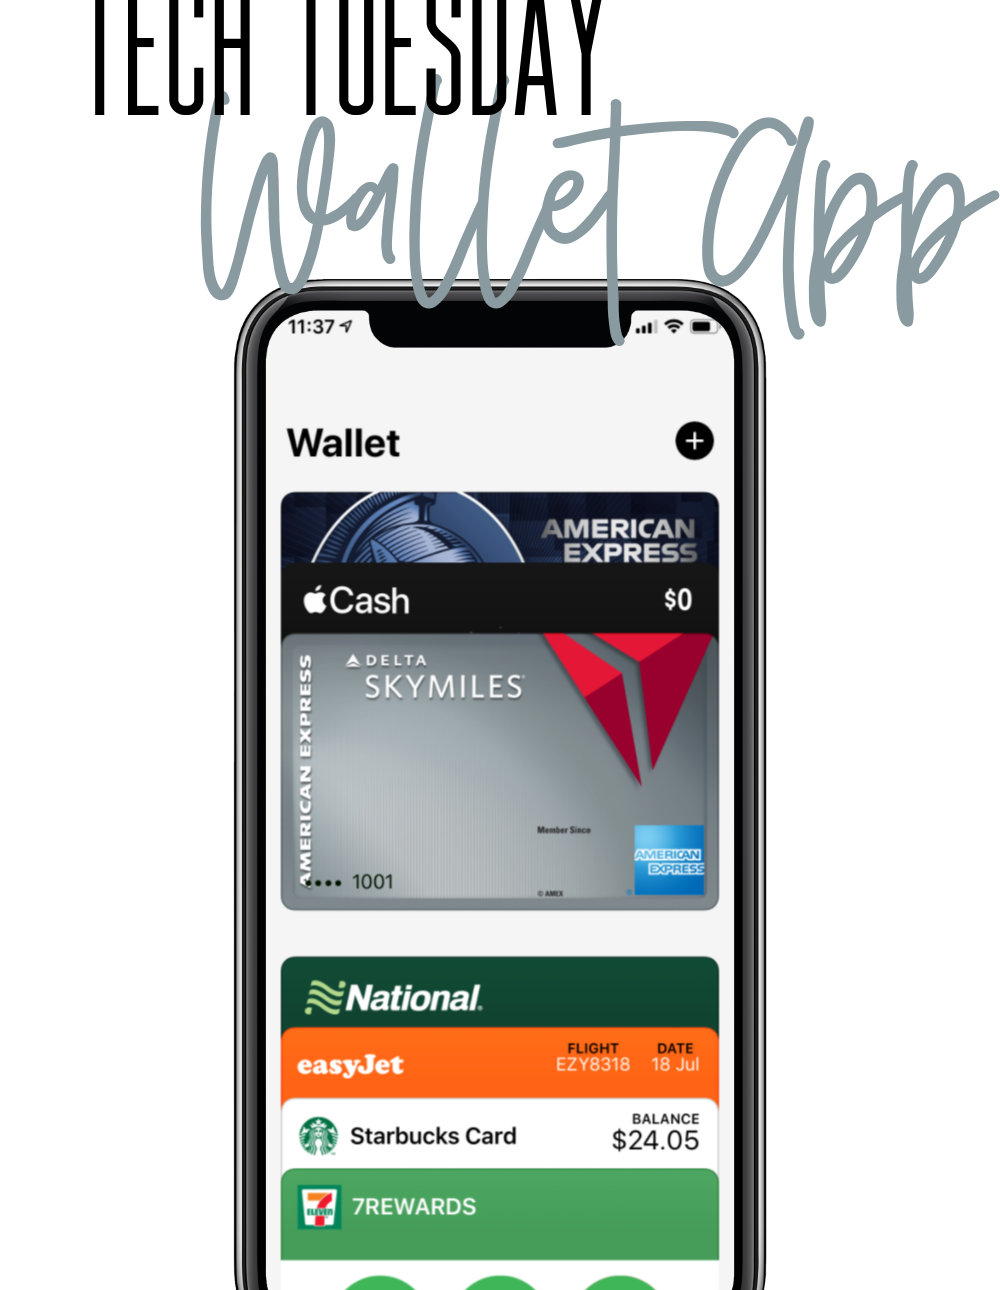 TECH TUESDAY
Wallet App
11:37
Wallet
AMERICAN
EXPRESS
Cash $0
AMERICAN EXPRESS
DELTA
SKYMILES
Member Since
AMERICAN
EXPRESS
•••• 1001
© AMEX
National
easyJet
FLIGHT DATE
EZY8318 18 Jul
Starbucks Card
BALANCE
$24.05
7 ELEVEN
7REWARDS